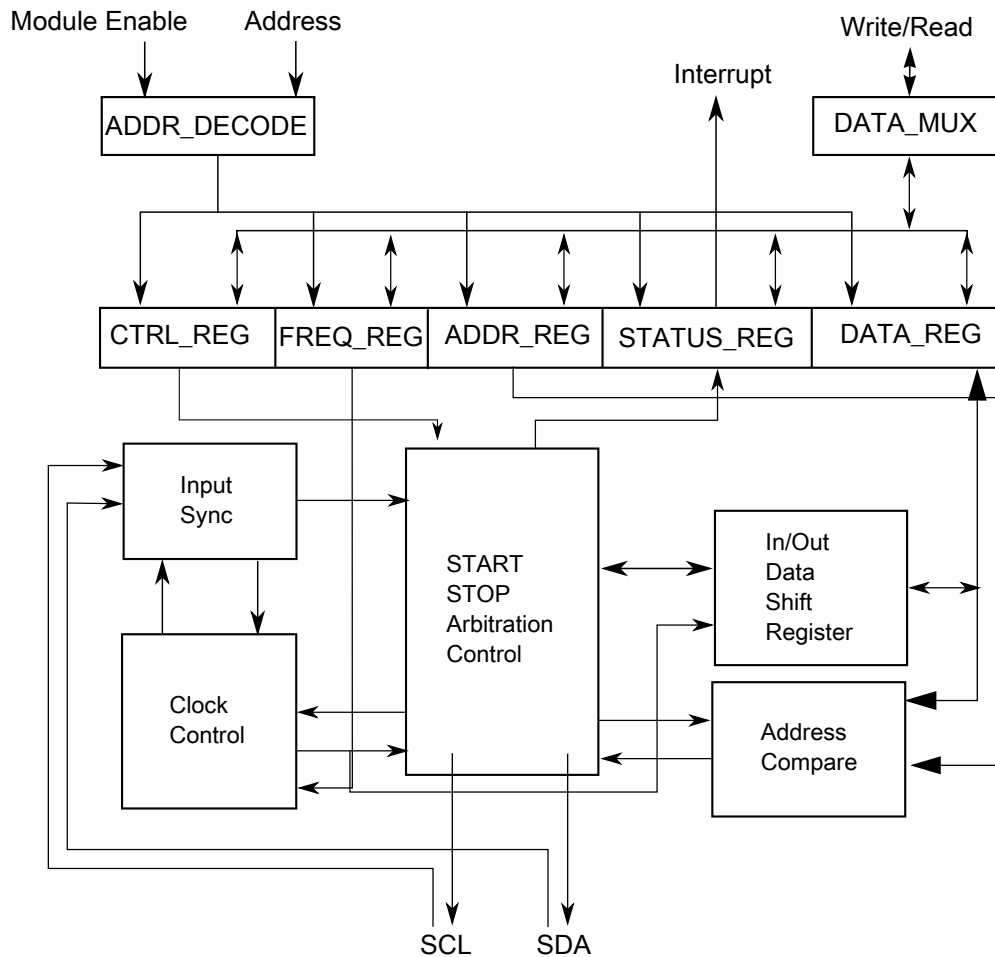 Module Enable
Address
Write/Read
Interrupt
ADDR_DECODE
DATA_MUX
CTRL_REG
FREQ_REG
ADDR_REG
STATUS_REG
DATA_REG
Input
Sync
START
STOP
Arbitration
Control
In/Out
Data
Shift
Register
Clock
Control
Address
Compare
SCL
SDA